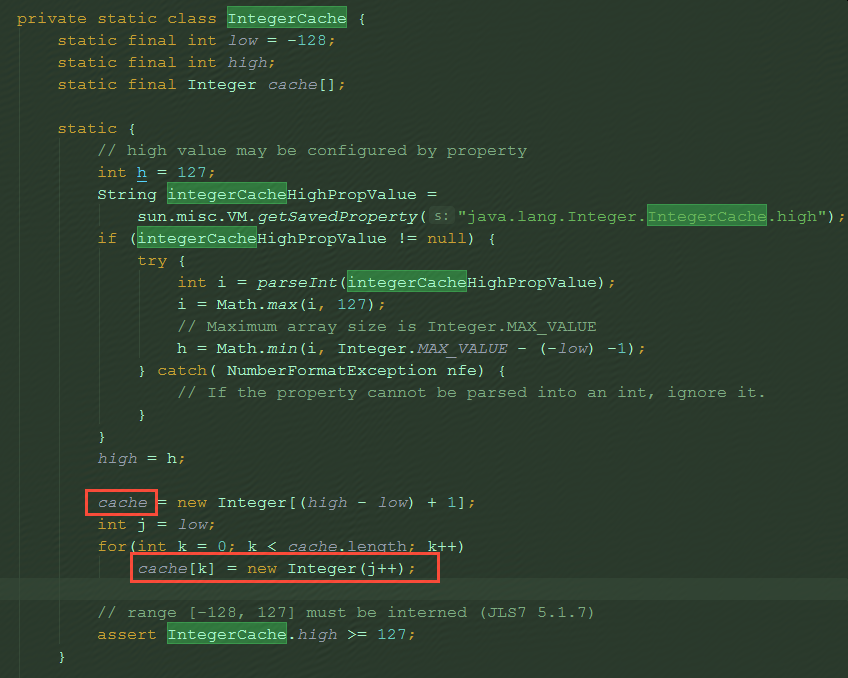 private static class IntegerCache {
    static final int low = -128;
    static final int high;
    static final Integer cache[];

    static {
        // high value may be configured by property
        int h = 127;
        String integerCacheHighPropValue =
            sun.misc.VM.getSavedProperty( s: "java.lang.Integer.IntegerCache.high");
        if (integerCacheHighPropValue != null) {
            try {
                int i = parseInt(integerCacheHighPropValue);
                i = Math.max(i, 127);
                // Maximum array size is Integer.MAX_VALUE
                h = Math.min(i, Integer.MAX_VALUE - (-low) -1);
            } catch( NumberFormatException nfe) {
                // If the property cannot be parsed into an int, ignore it.
            }
        }
        high = h;

        cache = new Integer[(high - low) + 1];
        int j = low;
        for(int k = 0; k < cache.length; k++)
            cache[k] = new Integer(j++);

        // range [-128, 127] must be interned (JLS7 5.1.7)
        assert IntegerCache.high >= 127;
    }